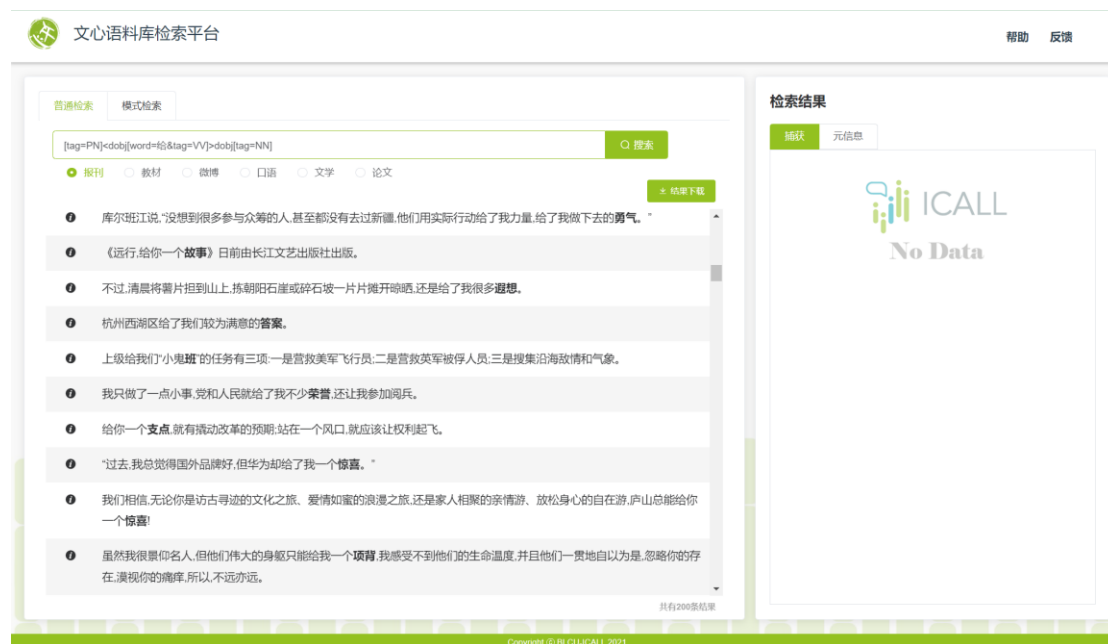 文心语料库检索平台
帮助 反馈
普通检索 模式检索
[tag=PN]<dobj[word=给&tag=VV]>dobj[tag=NN]
搜索
报刊 教材 微博 口语 文学 论文
结果下载
库尔班江说,“没想到很多参与众筹的人,甚至都没有去过新疆,他们用实际行动给了我力量,给了我做下去的勇气。”
《远行,给你一个故事》日前由长江文艺出版社出版。
不过,清晨将薯片担到山上,拣朝阳石崖或碎石坡一片片摊开晾晒,还是给了我很多遐想。
杭州西湖区给了我们较为满意的答案。
上级给我们“小鬼班”的任务有三项:一是营救美军飞行员;二是营救英军被俘人员;三是搜集沿海敌情和气象。
我只做了一点小事,党和人民就给了我不少荣誉,还让我参加阅兵。
给你一个支点,就有撬动改革的预期;站在一个风口,就应该让权利起飞。
“过去,我总觉得国外品牌好,但华为却给了我一个惊喜。”
我们相信,无论你是访古寻迹的文化之旅、爱情如蜜的浪漫之旅,还是家人相聚的亲情游、放松身心的自在游,庐山总能给你
一个惊喜!
虽然我很景仰名人,但他们伟大的身躯只能给我一个项背,我感受不到他们的生命温度,并且他们一贯地自以为是,忽略你的存
在,漠视你的痛痒,所以,不远亦远。
共有200条结果
检索结果
捕获 元信息
ICALL
No Data
Copyright © BLCU-ICALL 2021